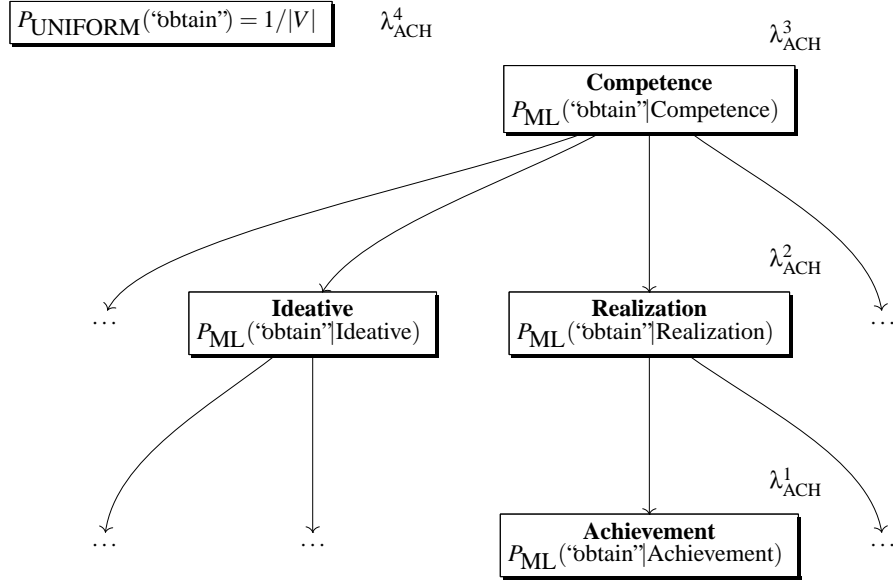 P_UNIFORM(“obtain”) = 1/|V|
λ^4_ACH
λ^3_ACH
Competence
P_ML(“obtain”|Competence)
λ^2_ACH
...
Ideative
P_ML(“obtain”|Ideative)
Realization
P_ML(“obtain”|Realization)
...
λ^1_ACH
...
...
Achievement
P_ML(“obtain”|Achievement)
...